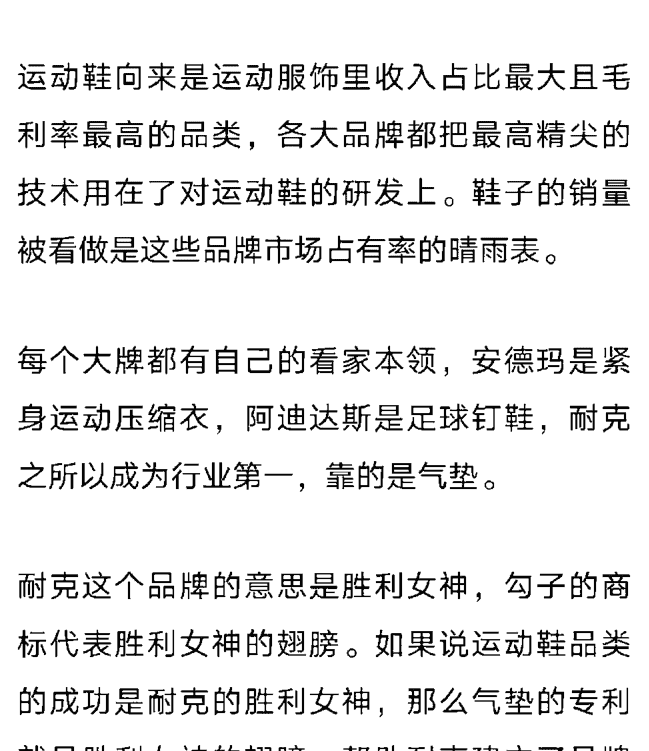 运动鞋向来是运动服饰里收入占比最大且毛
利率最高的品类，各大品牌都把最高精尖的
技术用在了对运动鞋的研发上。鞋子的销量
被看做是这些品牌市场占有率的晴雨表。
每个大牌都有自己的看家本领，安德玛是紧
身运动压缩衣，阿迪达斯是足球钉鞋，耐克
之所以成为行业第一，靠的是气垫。
耐克这个品牌的意思是胜利女神，勾子的商
标代表胜利女神的翅膀。如果说运动鞋品类
的成功是耐克的胜利女神，那么气垫的专利